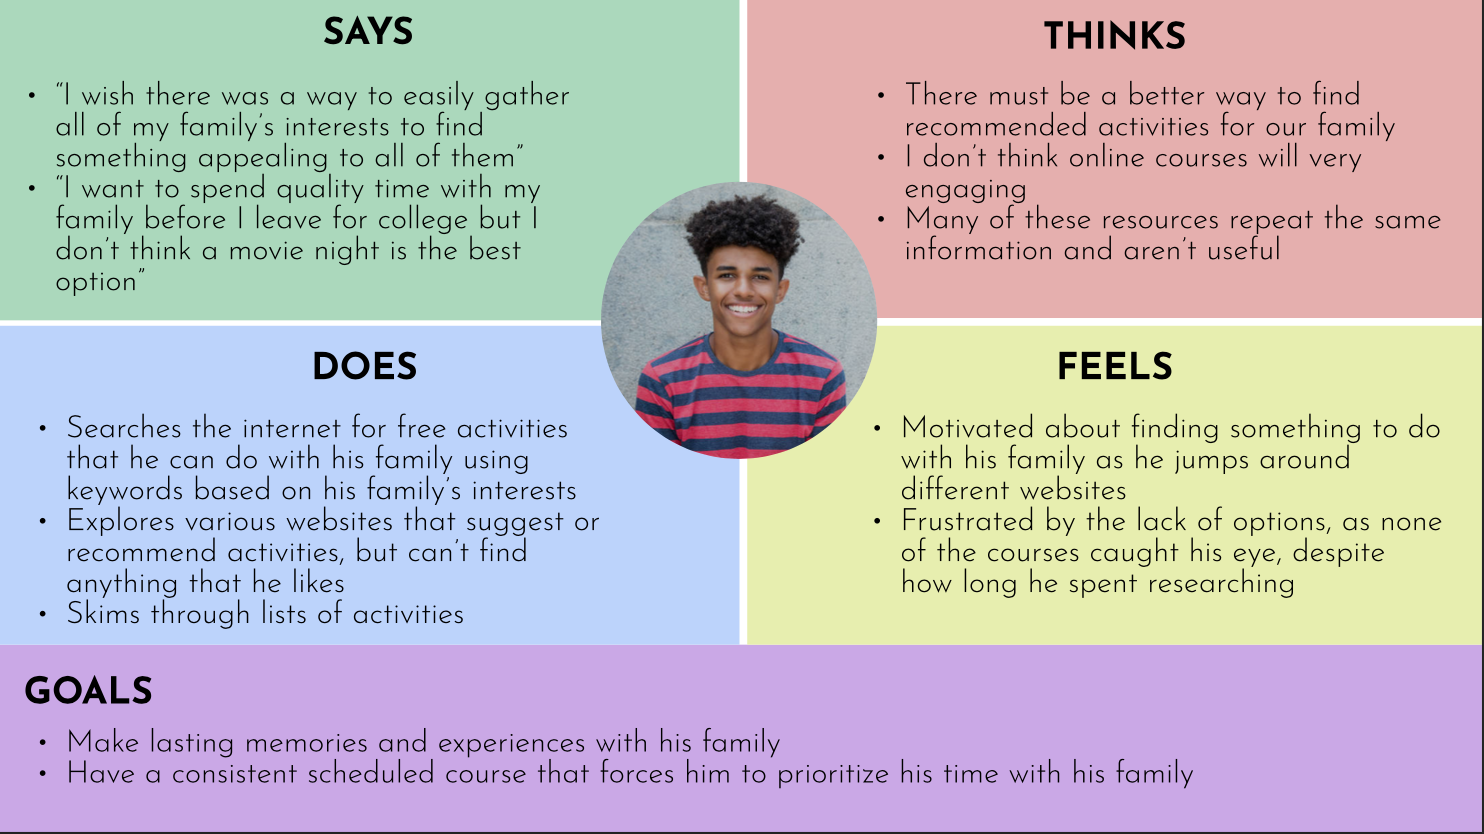 SAYS
• “I wish there was a way to easily gather
all of my family’s interests to find
something appealing to all of them”
• “I want to spend quality time with my
family before I leave for college but I
don’t think a movie night is the best
option”
THINKS
• There must be a better way to find
recommended activities for our family
• I don’t think online courses will very
engaging
• Many of these resources repeat the same
information and aren’t useful
DOES
• Searches the internet for free activities
that he can do with his family using
keywords based on his family’s interests
• Explores various websites that suggest or
recommend activities, but can’t find
anything that he likes
• Skims through lists of activities
FEELS
• Motivated about finding something to do
with his family as he jumps around
different websites
• Frustrated by the lack of options, as none
of the courses caught his eye, despite
how long he spent researching
GOALS
• Make lasting memories and experiences with his family
• Have a consistent scheduled course that forces him to prioritize his time with his family